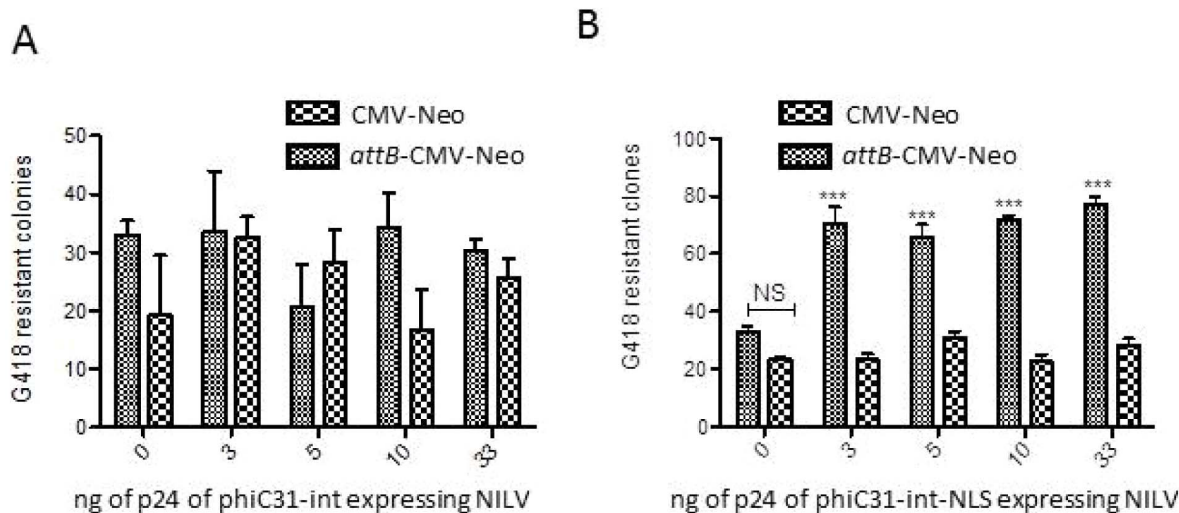 A
CMV-Neo
attB-CMV-Neo
G418 resistant colonies
50
40
30
20
10
0
0
3
5
10
33
ng of p24 of phiC31-int expressing NILV
B
CMV-Neo
attB-CMV-Neo
G418 resistant clones
100
80
60
40
20
0
NS
***
***
***
***
0
3
5
10
33
ng of p24 of phiC31-int-NLS expressing NILV